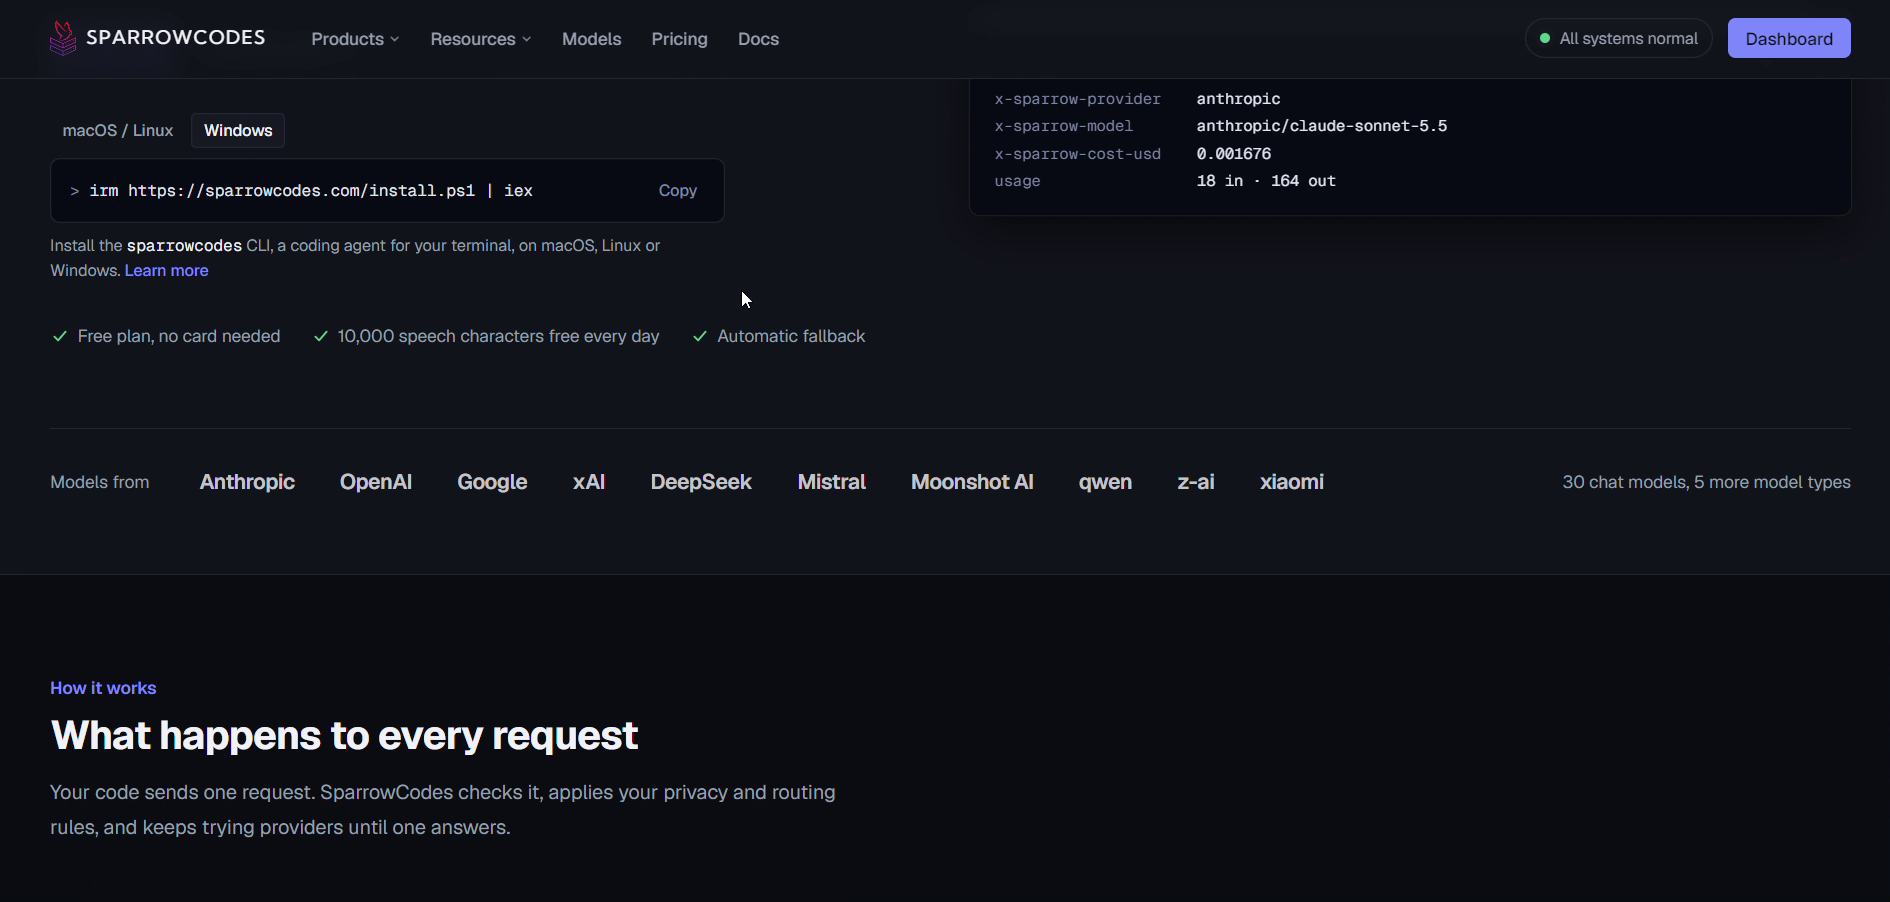 SPARROWCODES
Products
Resources
Models
Pricing
Docs
All systems normal
Dashboard
macOS / Linux
Windows
> irm https://sparrowcodes.com/install.ps1 | iex
Copy
Install the sparrowcodes CLI, a coding agent for your terminal, on macOS, Linux or
Windows. Learn more
Free plan, no card needed
10,000 speech characters free every day
Automatic fallback
x-sparrow-provider anthropic
x-sparrow-model anthropic/claude-sonnet-5.5
x-sparrow-cost-usd 0.001676
usage 18 in · 164 out
Models from
Anthropic
OpenAI
Google
xAI
DeepSeek
Mistral
Moonshot AI
qwen
z-ai
xiaomi
30 chat models, 5 more model types
How it works
What happens to every request
Your code sends one request. SparrowCodes checks it, applies your privacy and routing
rules, and keeps trying providers until one answers.